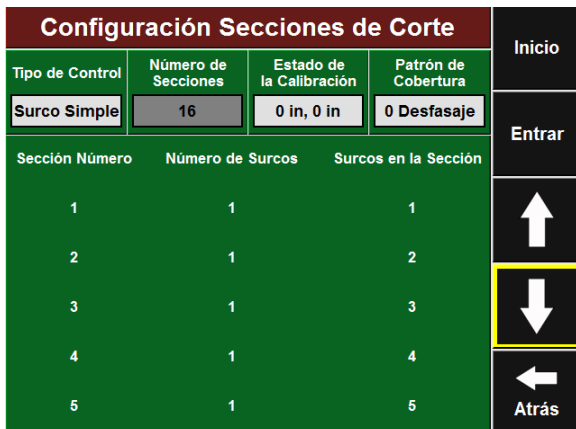 Configuración Secciones de Corte
Inicio
Tipo de Control
Número de
Secciones
Estado de
la Calibración
Patrón de
Cobertura
Surco Simple
16
0 in, 0 in
0 Desfasaje
Entrar
Sección Número Número de Surcos Surcos en la Sección
1 1 1
2 1 2
3 1 3
4 1 4
5 1 5
Atrás